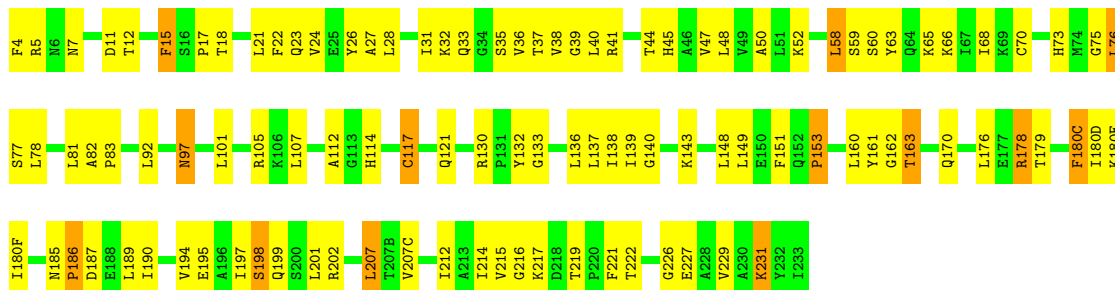 F4 R5 N6 N7 D11 T12 F15 S16 P17 T18 L21 F22 Q23 V24 E25 Y26 A27 L28 I31 K32 Q33 G34 S35 V36 T37 V38 G39 L40 R41 T44 H45 A46 V47 L48 V49 A50 L51 K52 L58 S59 S60 Y63 Q64 K65 K66 I67 I68 K69 C70 H73 M74 G75 L76
S77 L78 L81 A82 P83 L92 N97 L101 R105 K106 L107 A112 G113 H114 C117 Q121 R130 P131 Y132 G133 L136 L137 I138 I139 G140 K143 L148 L149 E150 F151 Q152 P153 L160 Y161 G162 T163 Q170 L176 E177 R178 T179 F180C I180D K180E
I180F N185 P186 D187 E188 L189 I190 V194 E195 A196 I197 S198 Q199 S200 L201 R202 L207 T207B V207C I212 A213 I214 V215 G216 K217 D218 T219 P220 F221 T222 G226 E227 A228 V229 A230 K231 Y232 I233